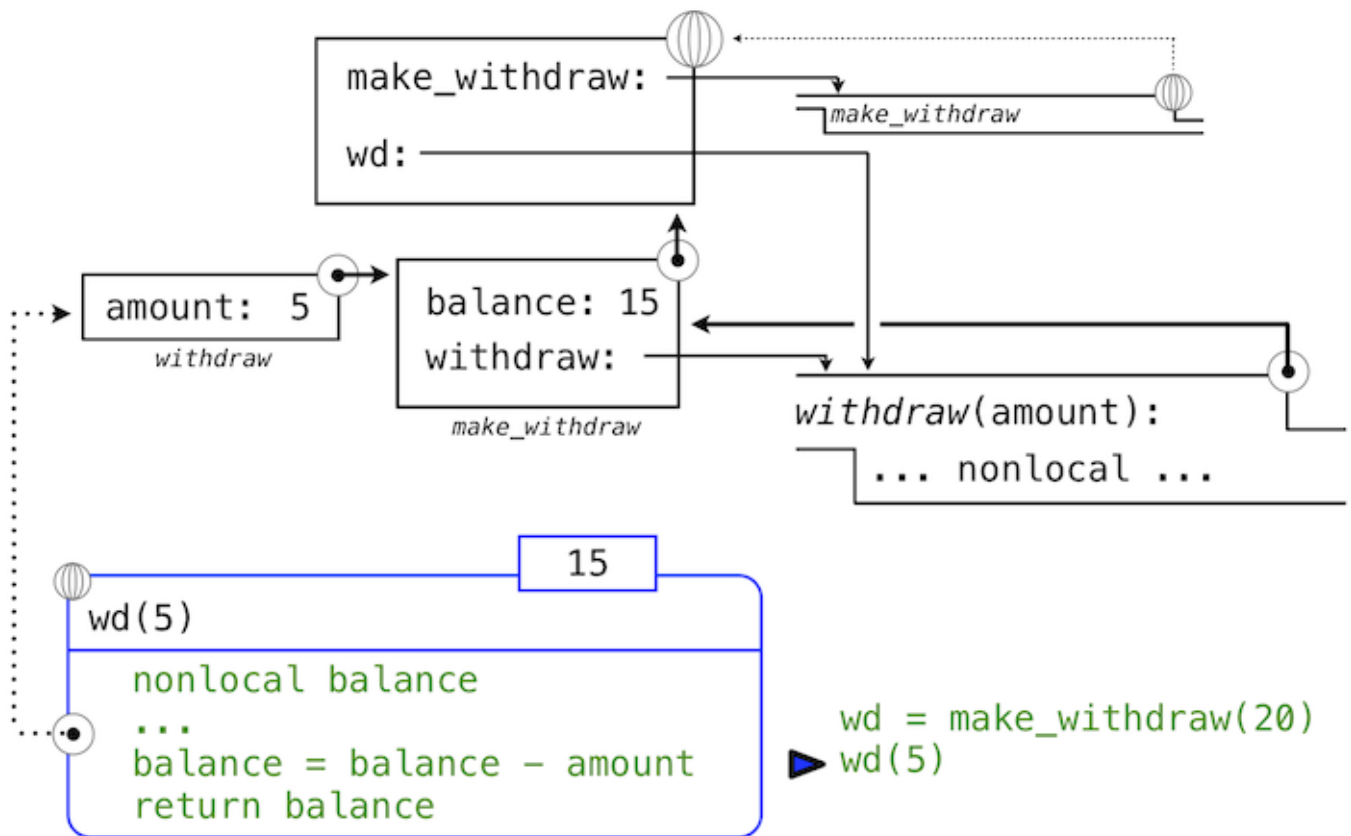 make_withdraw:
make_withdraw
wd:
amount: 5
withdraw
balance: 15
withdraw:
make_withdraw
withdraw(amount):
... nonlocal ...
15
wd(5)
nonlocal balance
...
balance = balance – amount
return balance
wd = make_withdraw(20)
wd(5)